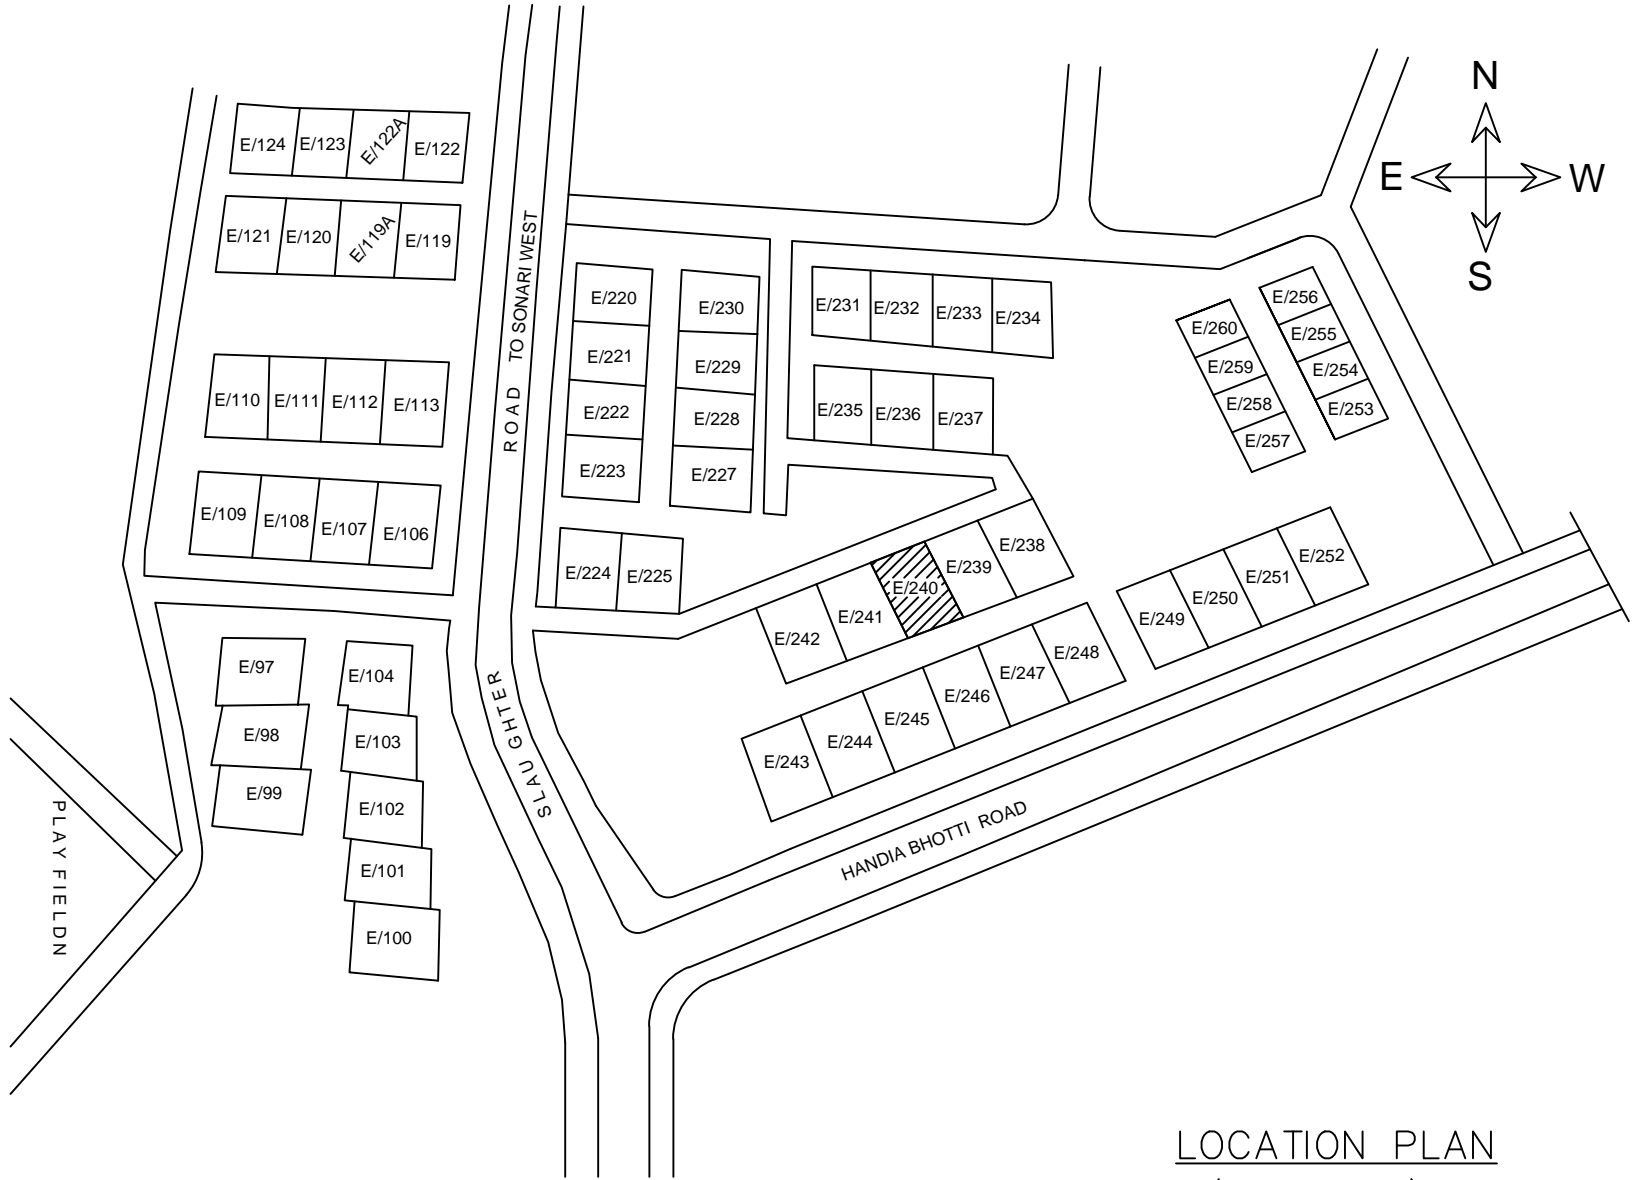 N
E W
S
E/124 E/123 E/122A E/122
E/121 E/120 E/119A E/119
E/110 E/111 E/112 E/113
E/109 E/108 E/107 E/106
E/97
E/98
E/99
E/104
E/103
E/102
E/101
E/100
PLAY FIELDN
SLAUGHTER ROAD TO SONARI WEST
E/220
E/221
E/222
E/223
E/230
E/229
E/228
E/227
E/224 E/225
E/231 E/232 E/233 E/234
E/235 E/236 E/237
E/260
E/259
E/258
E/257
E/256
E/255
E/254
E/253
E/242 E/241 E/240 E/239 E/238
E/243 E/244 E/245 E/246 E/247 E/248
E/249 E/250 E/251 E/252
HANDIA BHOTTI ROAD
LOCATION PLAN